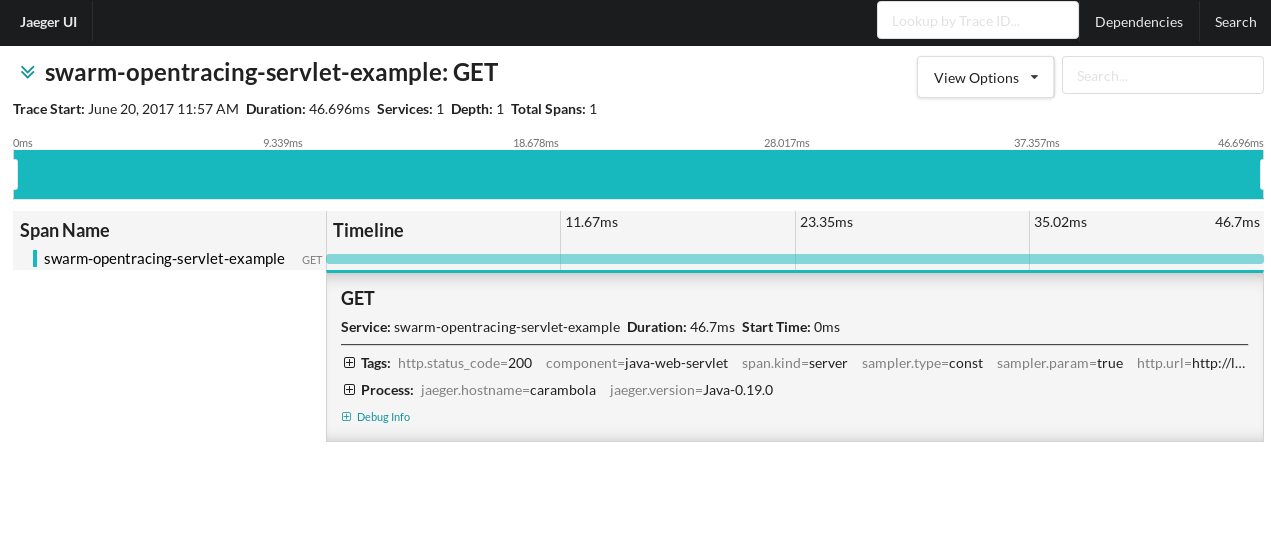 Jaeger UI
Lookup by Trace ID...
Dependencies
Search
swarm-opentracing-servlet-example: GET
View Options
Search...
Trace Start: June 20, 2017 11:57 AM Duration: 46.696ms Services: 1 Depth: 1 Total Spans: 1
0ms 9.339ms 18.678ms 28.017ms 37.357ms 46.696ms
Span Name Timeline 11.67ms 23.35ms 35.02ms 46.7ms
swarm-opentracing-servlet-example GET
GET
Service: swarm-opentracing-servlet-example Duration: 46.7ms Start Time: 0ms
Tags: http.status_code=200 component=java-web-servlet span.kind=server sampler.type=const sampler.param=true http.url=http://l...
Process: jaeger.hostname=carambola jaeger.version=Java-0.19.0
Debug Info